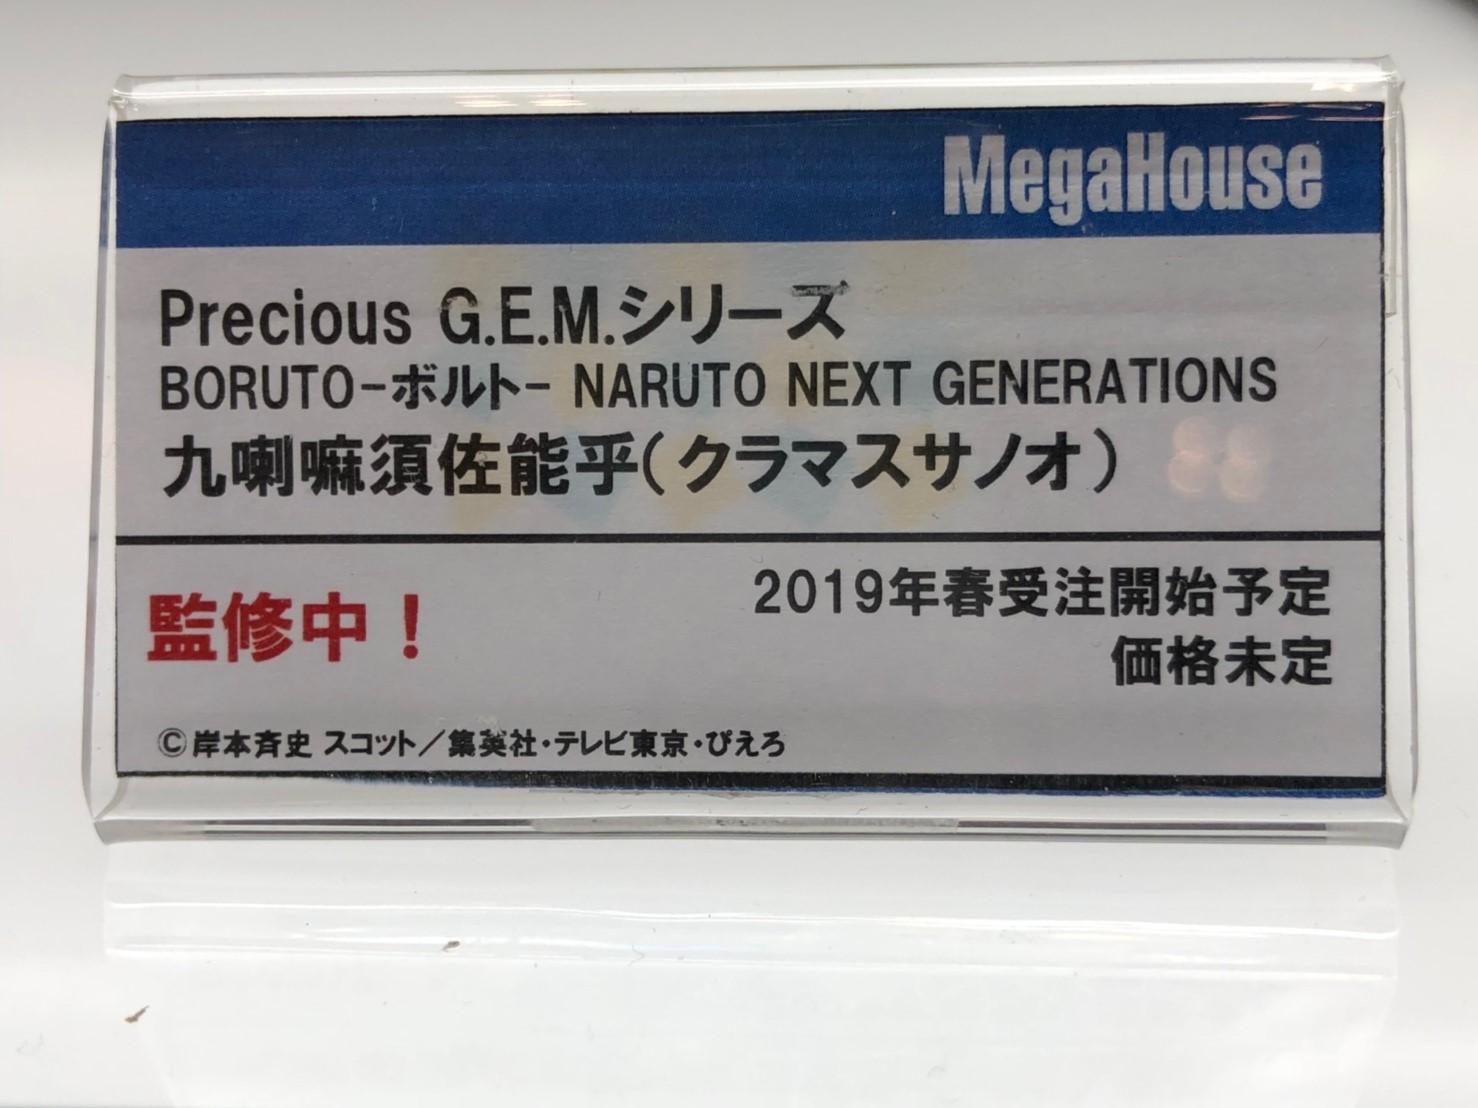 MegaHouse
Precious G.E.M.シリーズ
BORUTO-ボルト- NARUTO NEXT GENERATIONS
九喇嘛須佐能乎(クラマスサノオ)
監修中！
2019年春受注開始予定
価格未定
©岸本斉史 スコット／集英社・テレビ東京・ぴえろ